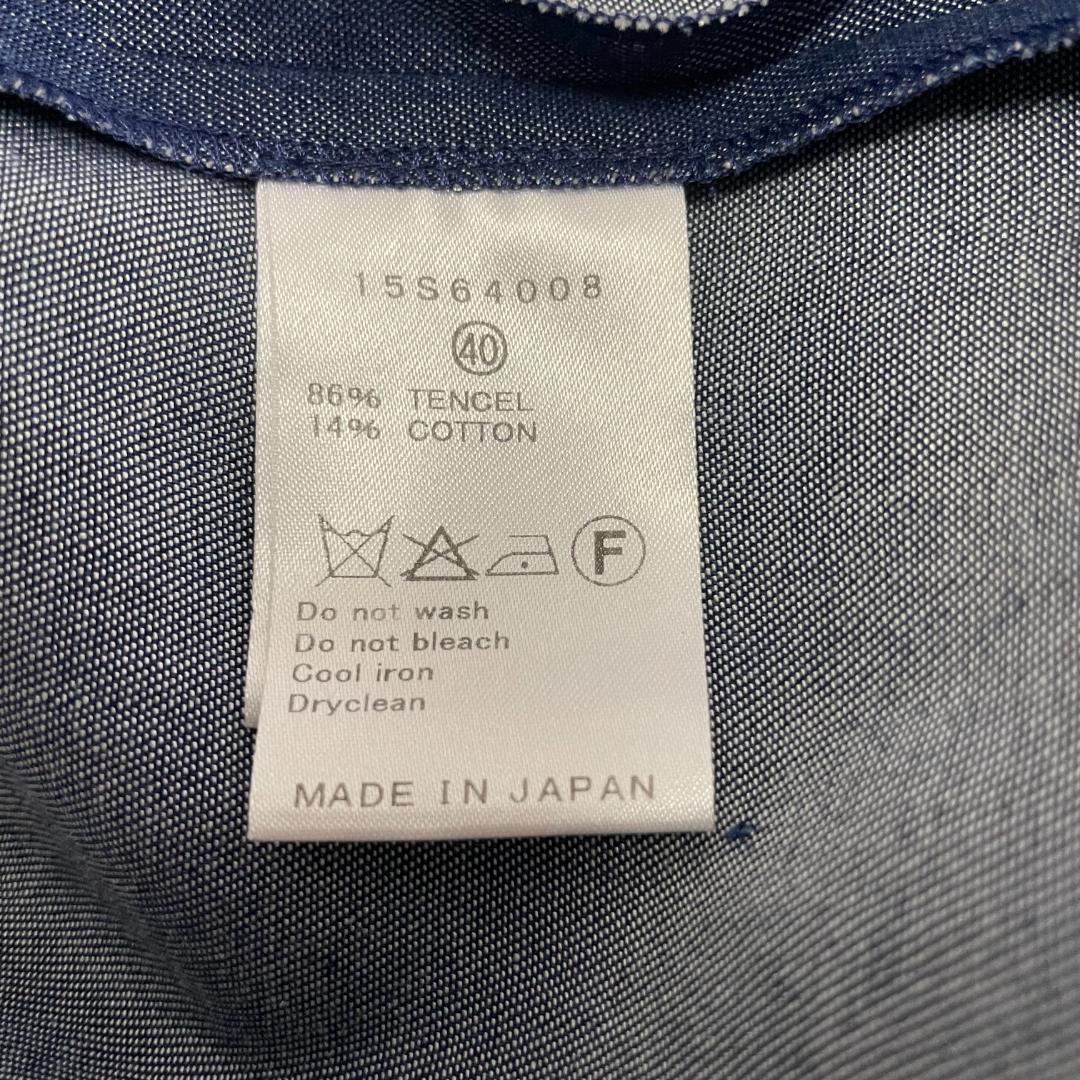 15S64008
40
86% TENCEL
14% COTTON
F
Do not wash
Do not bleach
Cool iron
Dryclean
MADE IN JAPAN